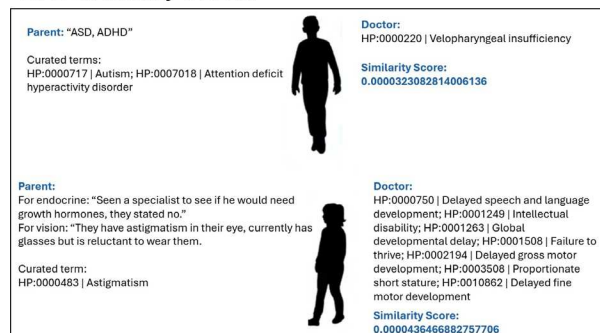 Parent: “ASD, ADHD”
Curated terms:
HP:0000717 | Autism; HP:0007018 | Attention deficit
hyperactivity disorder
Doctor:
HP:0000220 | Velopharyngeal insufficiency
Similarity Score:
0.0000323082814006136
Parent:
For endocrine: “Seen a specialist to see if he would need
growth hormones, they stated no.”
For vision: “They have astigmatism in their eye, currently has
glasses but is reluctant to wear them.
Curated term:
HP:0000483 | Astigmatism
Doctor:
HP:0000750 | Delayed speech and language
development; HP:0001249 | Intellectual
disability; HP:0001263 | Global
developmental delay; HP:0001508 | Failure to
thrive; HP:0002194 | Delayed gross motor
development; HP:0003508 | Proportionate
short stature; HP:0010862 | Delayed fine
motor development
Similarity Score:
0.0000436466882757706